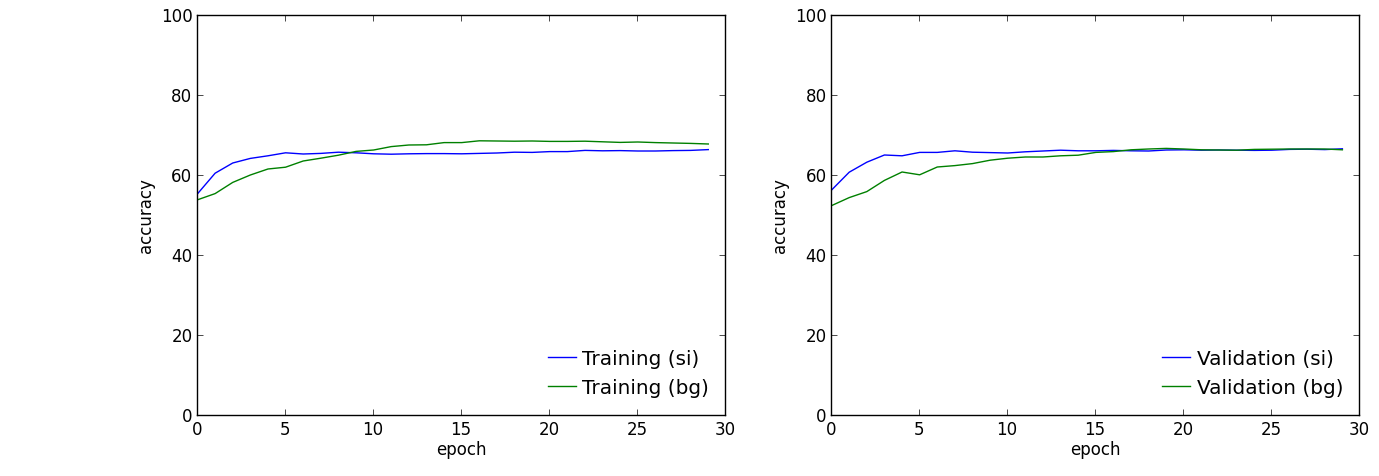 100
80
60
40
20
0
accuracy
0 5 10 15 20 25 30
epoch
Training (si)
Training (bg)
100
80
60
40
20
0
accuracy
0 5 10 15 20 25 30
epoch
Validation (si)
Validation (bg)